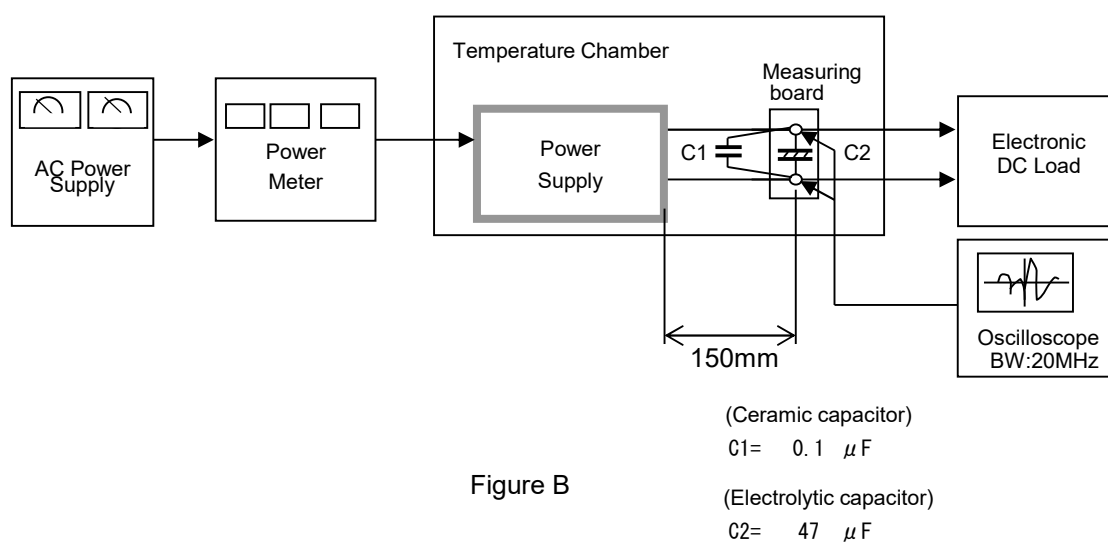 Temperature Chamber
Measuring
board
AC Power
Supply
Power
Meter
Power
Supply
C1
C2
Electronic
DC Load
150mm
Oscilloscope
BW:20MHz
(Ceramic capacitor)
C1= 0.1 μF
Figure B
(Electrolytic capacitor)
C2= 47 μF